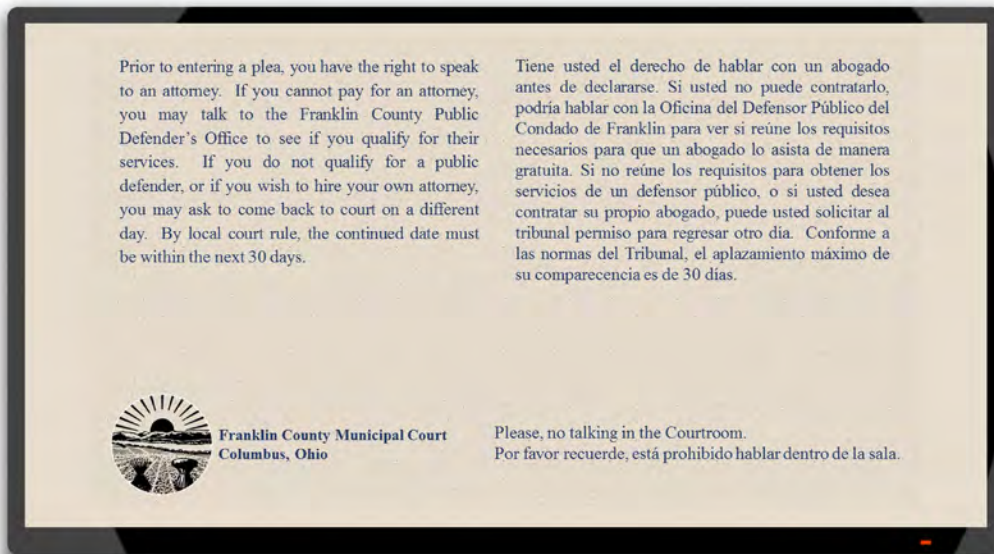 Prior to entering a plea, you have the right to speak
to an attorney. If you cannot pay for an attorney,
you may talk to the Franklin County Public
Defender's Office to see if you qualify for their
services. If you do not qualify for a public
defender, or if you wish to hire your own attorney,
you may ask to come back to court on a different
day. By local court rule, the continued date must
be within the next 30 days.
Tiene usted el derecho de hablar con un abogado
antes de declararse. Si usted no puede contratarlo,
podría hablar con la Oficina del Defensor Público del
Condado de Franklin para ver si reúne los requisitos
necesarios para que un abogado lo asista de manera
gratuita. Si no reúne los requisitos para obtener los
servicios de un defensor público, o si usted desea
contratar su propio abogado, puede usted solicitar al
tribunal permiso para regresar otro día. Conforme a
las normas del Tribunal, el aplazamiento máximo de
su comparecencia es de 30 días.
Franklin County Municipal Court
Columbus, Ohio
Please, no talking in the Courtroom.
Por favor recuerde, está prohibido hablar dentro de la sala.